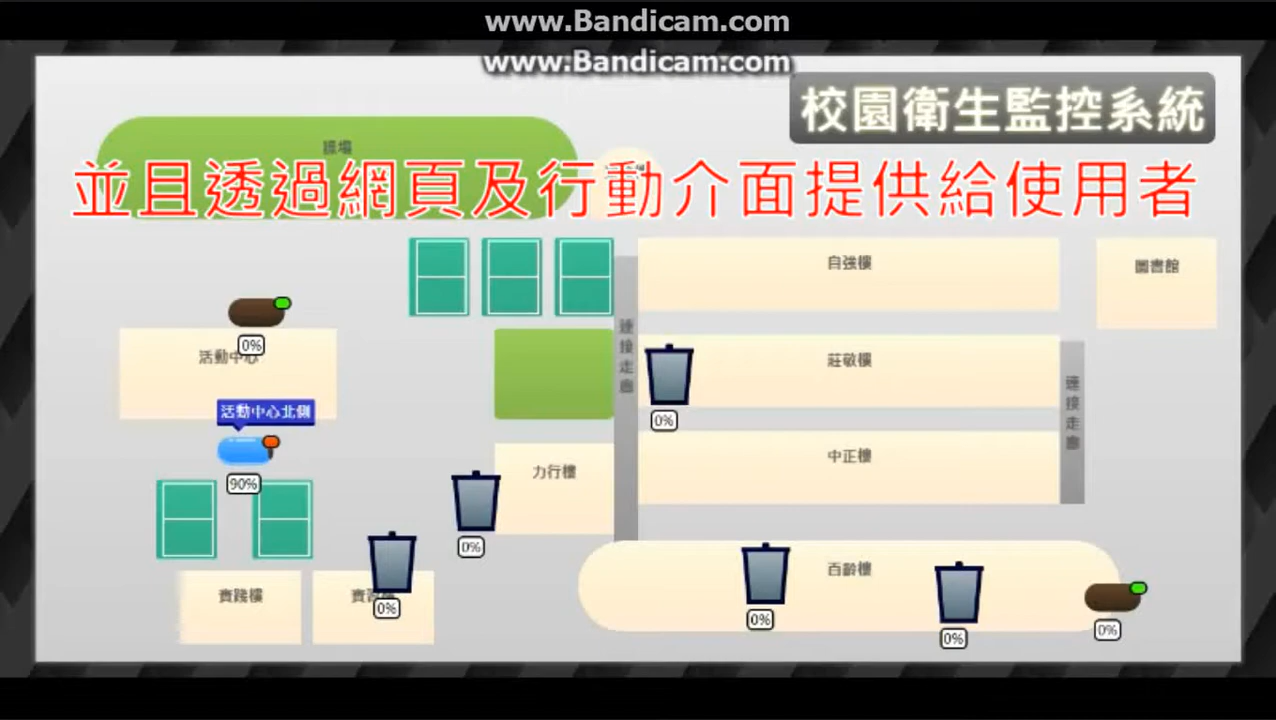 www.Bandicam.com
www.Bandicam.com
校園衛生監控系統
操場
並且透過網頁及行動介面提供給使用者
自強樓
圖書館
連接走廊
活動中心
0%
莊敬樓
連接走廊
活動中心北側
0%
90%
中正樓
力行樓
0%
百齡樓
實踐樓
0%
0%
0%
0%